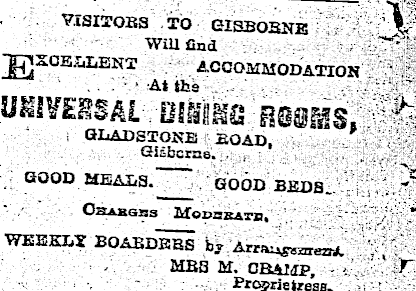 VISITORS TO GISBORNE
Will find
EXCELLENT ACCOMMODATION
At the
UNIVERSAL DINING ROOMS,
GLADSTONE ROAD,
Gisborne.
GOOD MEALS. GOOD BEDS.
CHARGES MODERATE.
WEEKLY BOARDERS by Arrangement.
MRS M. CRAMP,
Proprietress.